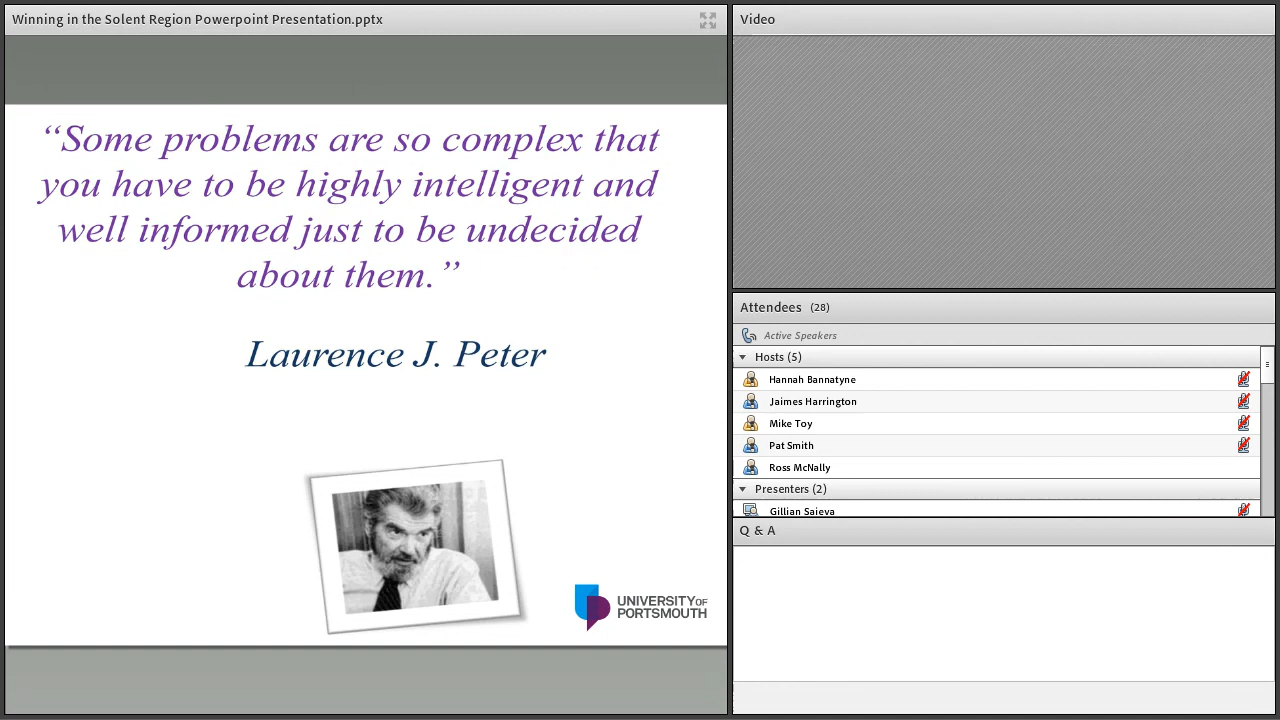 Winning in the Solent Region Powerpoint Presentation.pptx
“Some problems are so complex that
you have to be highly intelligent and
well informed just to be undecided
about them.”
Laurence J. Peter
UNIVERSITY OF
PORTSMOUTH
Video
Attendees (28)
Active Speakers
Hosts (5)
Hannah Bannatyne
Jaimes Harrington
Mike Toy
Pat Smith
Ross McNally
Presenters (2)
Gillian Saieva
Q & A